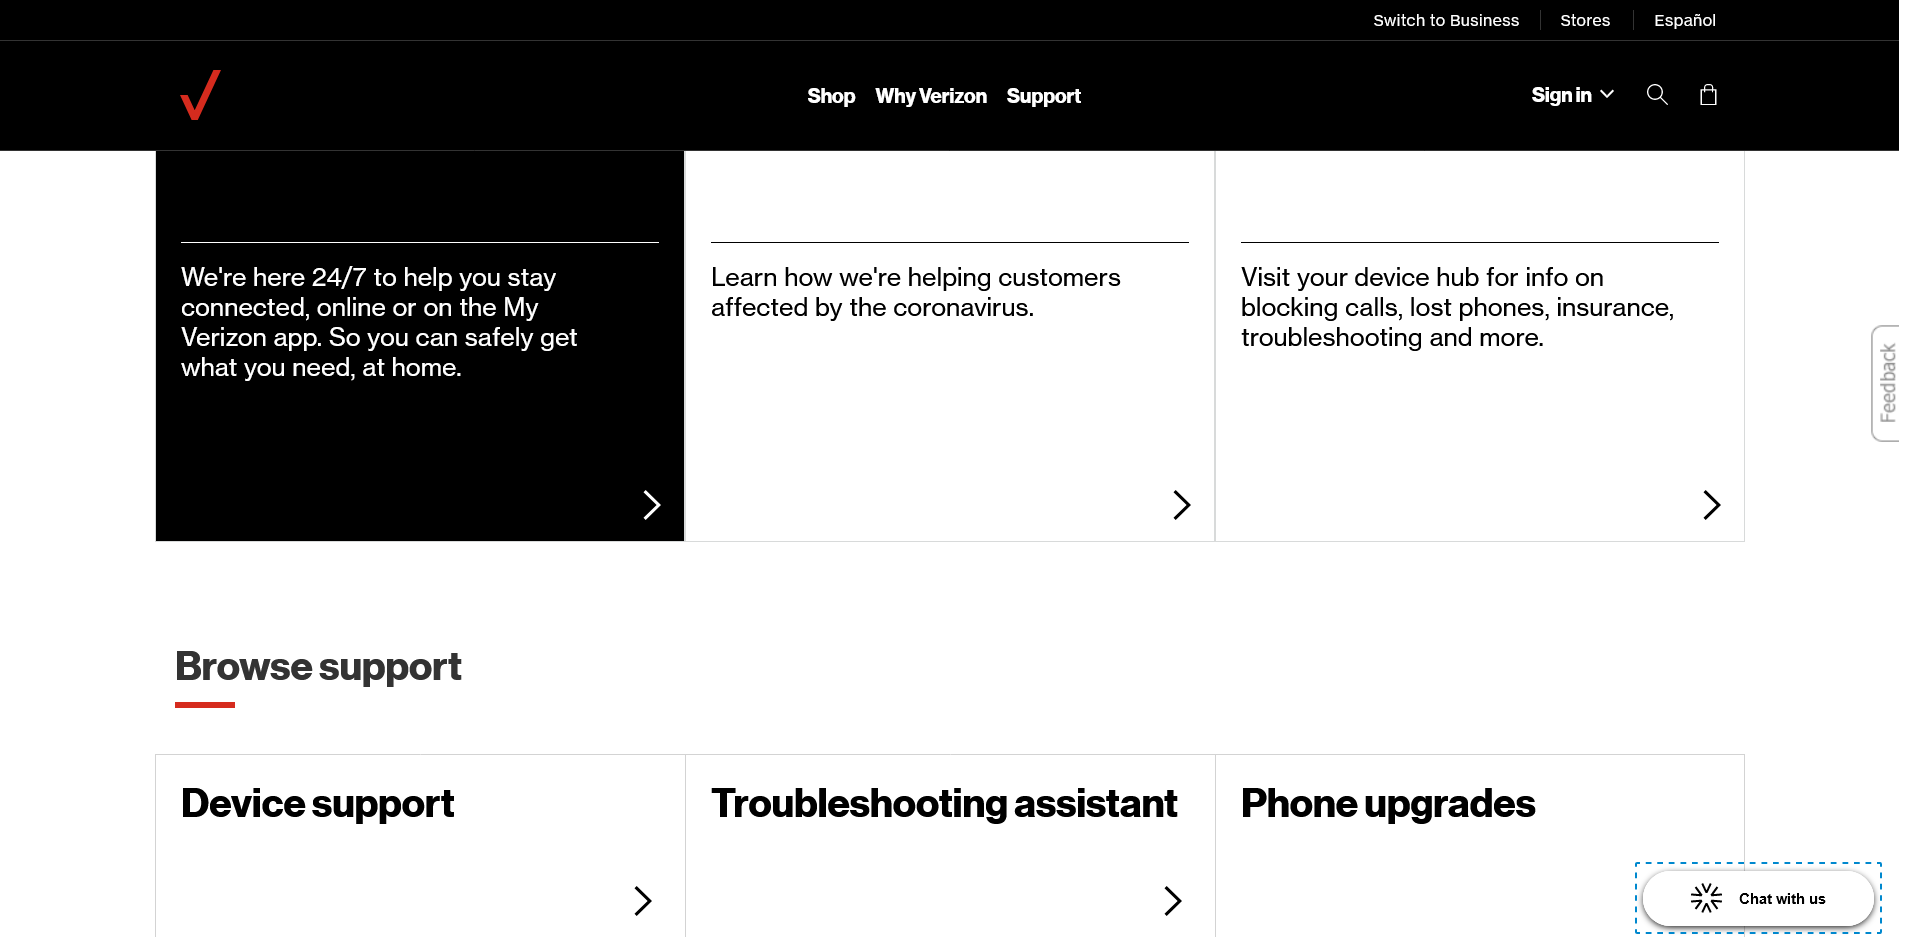 Switch to Business
Stores
Español
Shop
Why Verizon
Support
Sign in
We're here 24/7 to help you stay
connected, online or on the My
Verizon app. So you can safely get
what you need, at home.
Learn how we're helping customers
affected by the coronavirus.
Visit your device hub for info on
blocking calls, lost phones, insurance,
troubleshooting and more.
Feedback
Browse support
Device support
Troubleshooting assistant
Phone upgrades
Chat with us